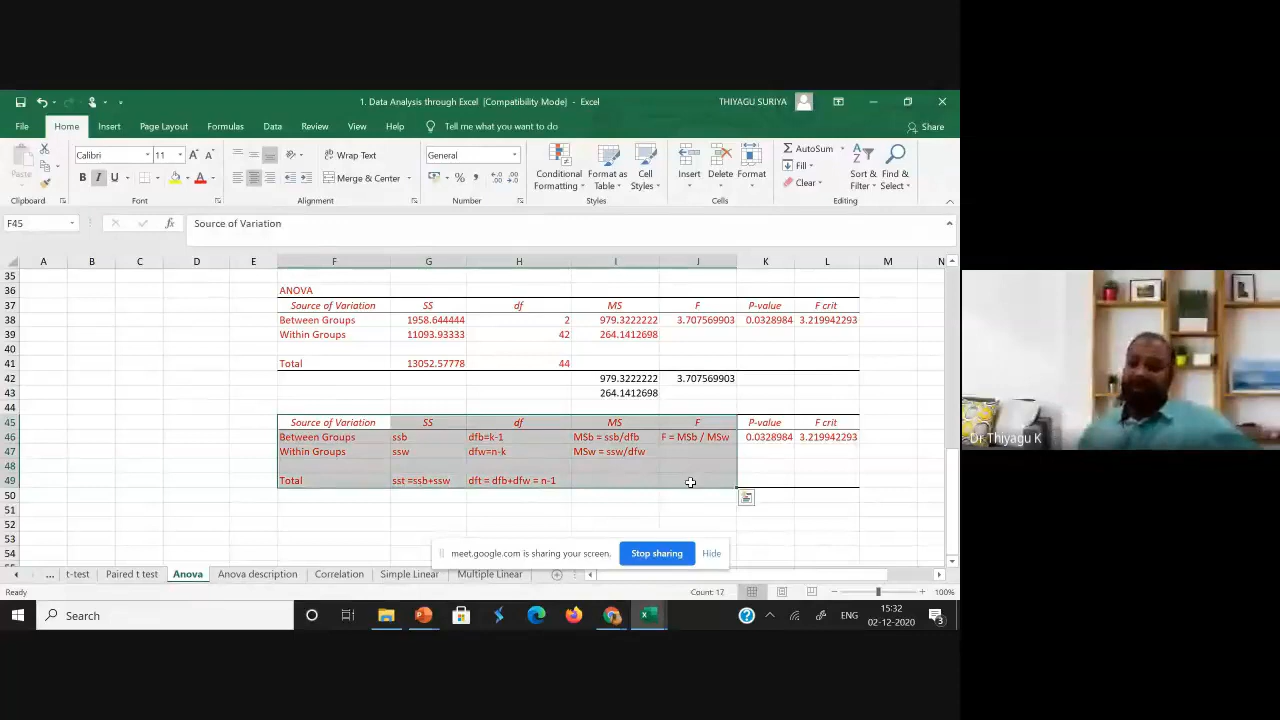 1. Data Analysis through Excel [Compatibility Mode] - Excel
THIYAGU SURIYA
File Home Insert Page Layout Formulas Data Review View Help Tell me what you want to do Share
Calibri 11 Wrap Text General AutoSum
Paste Fill
B I U Merge & Centre Conditional Formatting Format as Table Cell Styles Insert Delete Format Clear Sort & Filter Find & Select
Clipboard Font Alignment Number Styles Cells Editing
F45 fx Source of Variation
A B C D E F G H I J K L M N
35
36 ANOVA
37 Source of Variation SS df MS F P-value F crit
38 Between Groups 1958.644444 2 979.3222222 3.707569903 0.0328984 3.219942293
39 Within Groups 11093.93333 42 264.1412698
40
41 Total 13052.57778 44
42 979.3222222 3.707569903
43 264.1412698
44
45 Source of Variation SS df MS F P-value F crit
46 Between Groups ssb dfb=k-1 MSb = ssb/dfb F = MSb / MSw 0.0328984 3.219942293
47 Within Groups ssw dfw=n-k MSw = ssw/dfw
48
49 Total sst =ssb+ssw dft = dfb+dfw = n-1
50
51
52
53
54
meet.google.com is sharing your screen. Stop sharing Hide
... t-test Paired t test Anova Anova description Correlation Simple Linear Multiple Linear
Ready Count: 17 100%
Search ENG 15:32
02-12-2020 3
Dr Thiyagu K